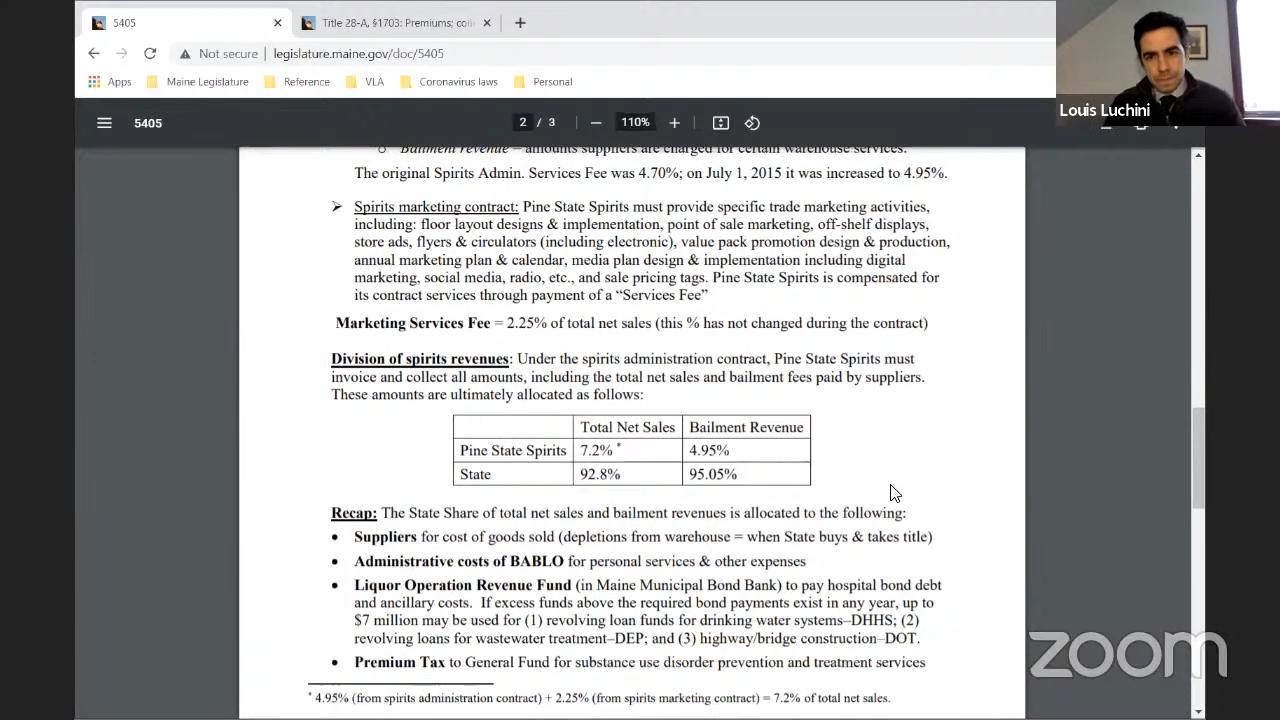 5405
Title 28-A, §1703: Premiums; coll
Not secure | legislature.maine.gov/doc/5405
Apps
Maine Legislature
Reference
VLA
Coronavirus laws
Personal
Louis Luchini
5405
2 / 3
110%
o Bailment revenue – amounts suppliers are charged for certain warehouse services.
The original Spirits Admin. Services Fee was 4.70%; on July 1, 2015 it was increased to 4.95%.
➢ Spirits marketing contract: Pine State Spirits must provide specific trade marketing activities,
including: floor layout designs & implementation, point of sale marketing, off-shelf displays,
store ads, flyers & circulators (including electronic), value pack promotion design & production,
annual marketing plan & calendar, media plan design & implementation including digital
marketing, social media, radio, etc., and sale pricing tags. Pine State Spirits is compensated for
its contract services through payment of a “Services Fee”
Marketing Services Fee = 2.25% of total net sales (this % has not changed during the contract)
Division of spirits revenues: Under the spirits administration contract, Pine State Spirits must
invoice and collect all amounts, including the total net sales and bailment fees paid by suppliers.
These amounts are ultimately allocated as follows:
Total Net Sales Bailment Revenue
Pine State Spirits 7.2% * 4.95%
State 92.8% 95.05%
Recap: The State Share of total net sales and bailment revenues is allocated to the following:
• Suppliers for cost of goods sold (depletions from warehouse = when State buys & takes title)
• Administrative costs of BABLO for personal services & other expenses
• Liquor Operation Revenue Fund (in Maine Municipal Bond Bank) to pay hospital bond debt
and ancillary costs. If excess funds above the required bond payments exist in any year, up to
$7 million may be used for (1) revolving loan funds for drinking water systems–DHHS; (2)
revolving loans for wastewater treatment–DEP; and (3) highway/bridge construction–DOT.
• Premium Tax to General Fund for substance use disorder prevention and treatment services
* 4.95% (from spirits administration contract) + 2.25% (from spirits marketing contract) = 7.2% of total net sales.
zoom